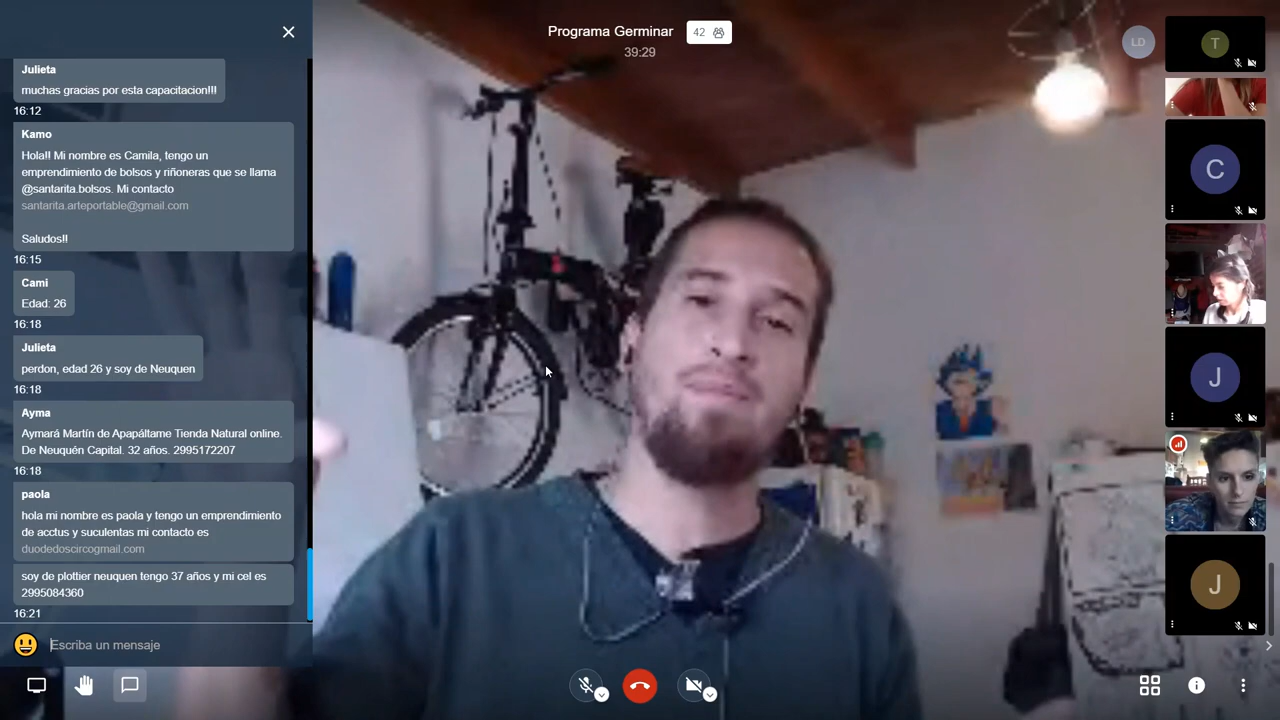 Programa Germinar
42
39:29
LD
Julieta
muchas gracias por esta capacitacion!!!
16:12
Kamo
Hola!! Mi nombre es Camila, tengo un
emprendimiento de bolsos y riñoneras que se llama
@santarita.bolsos. Mi contacto
santarita.arteportable@gmail.com
Saludos!!
16:15
Cami
Edad: 26
16:18
Julieta
perdon, edad 26 y soy de Neuquen
16:18
Ayma
Aymará Martín de Apapáltame Tienda Natural online.
De Neuquén Capital. 32 años. 2995172207
16:18
paola
hola mi nombre es paola y tengo un emprendimiento
de acctus y suculentas mi contacto es
duodedoscircogmail.com
soy de plottier neuquen tengo 37 años y mi cel es
2995084360
16:21
Escriba un mensaje
T
C
J
J